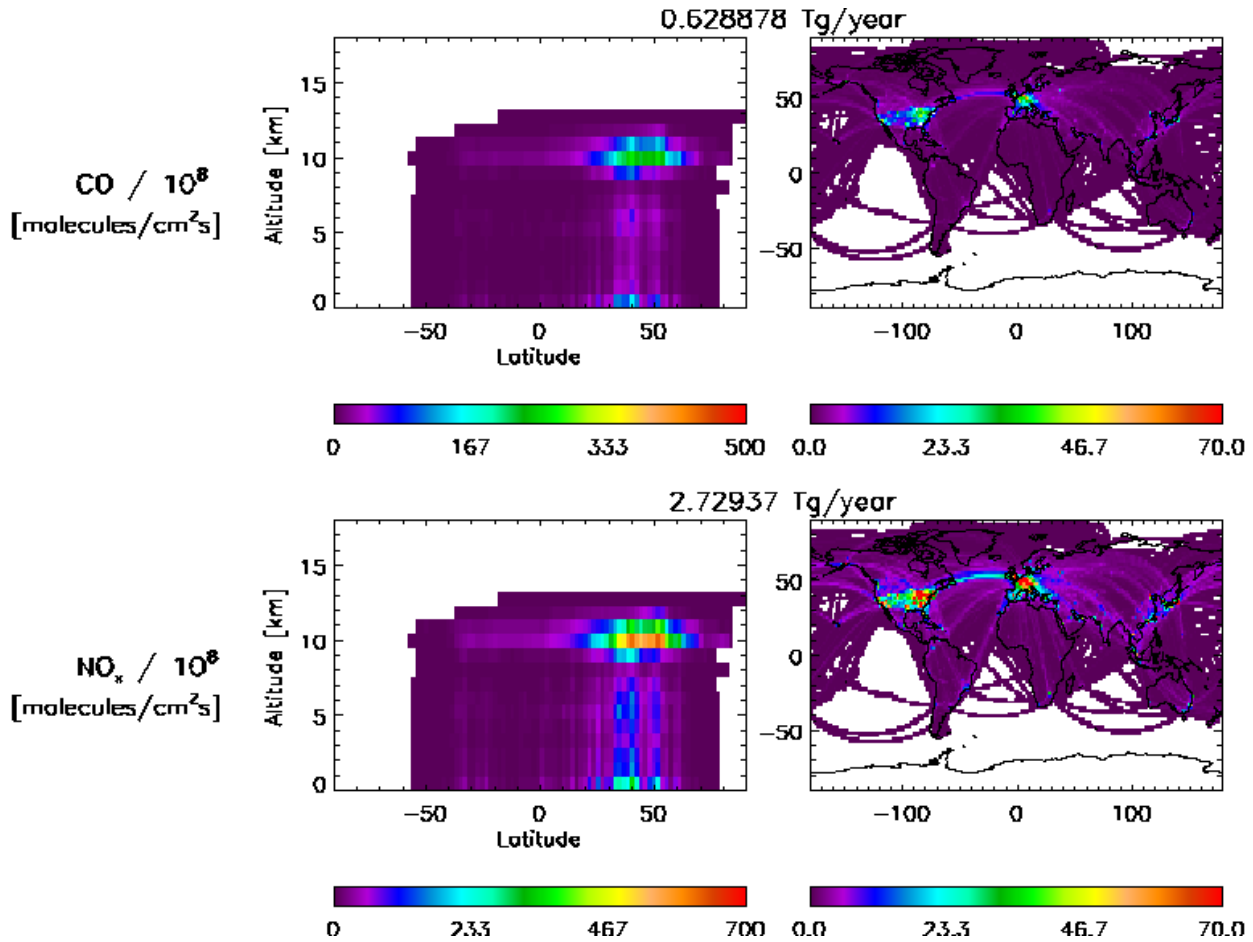 0.628878 Tg/year
CO / 10⁸
[molecules/cm²s]
Altitude [km]
15
10
5
0
−50 0 50
Latitude
50
0
−50
−100 0 100
0 167 333 500
0.0 23.3 46.7 70.0
2.72937 Tg/year
NOₓ / 10⁸
[molecules/cm²s]
Altitude [km]
15
10
5
0
−50 0 50
Latitude
50
0
−50
−100 0 100
0 233 467 700
0.0 23.3 46.7 70.0